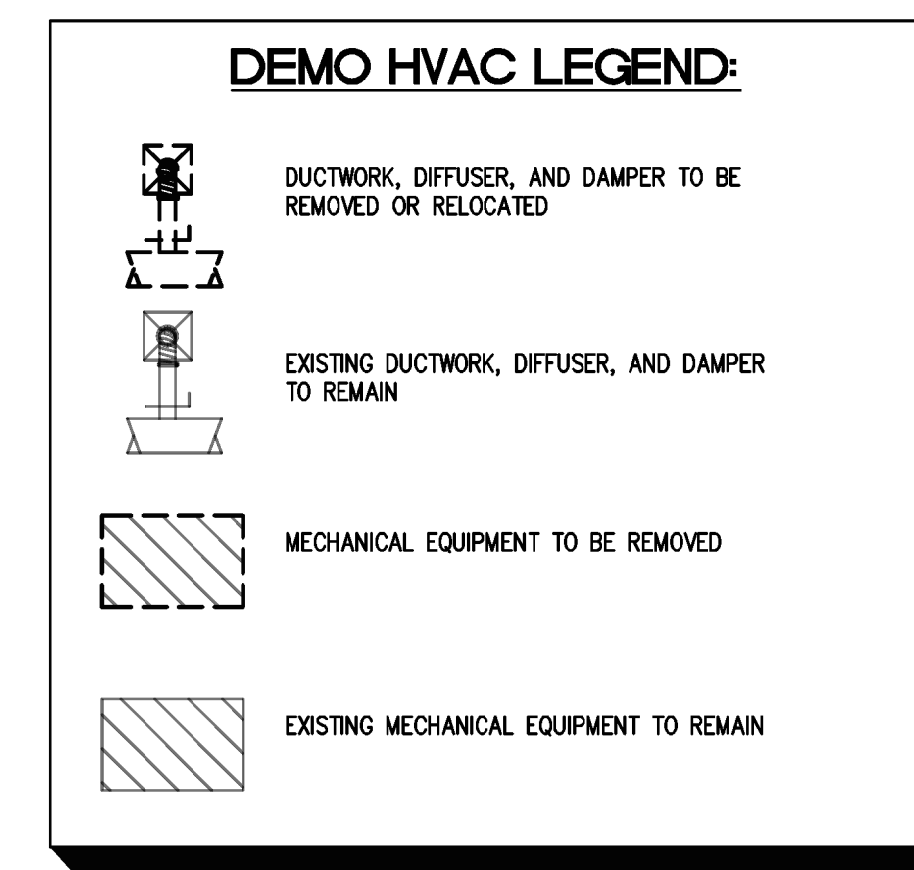 DEMO HVAC LEGEND:
DUCTWORK, DIFFUSER, AND DAMPER TO BE
REMOVED OR RELOCATED
EXISTING DUCTWORK, DIFFUSER, AND DAMPER
TO REMAIN
MECHANICAL EQUIPMENT TO BE REMOVED
EXISTING MECHANICAL EQUIPMENT TO REMAIN